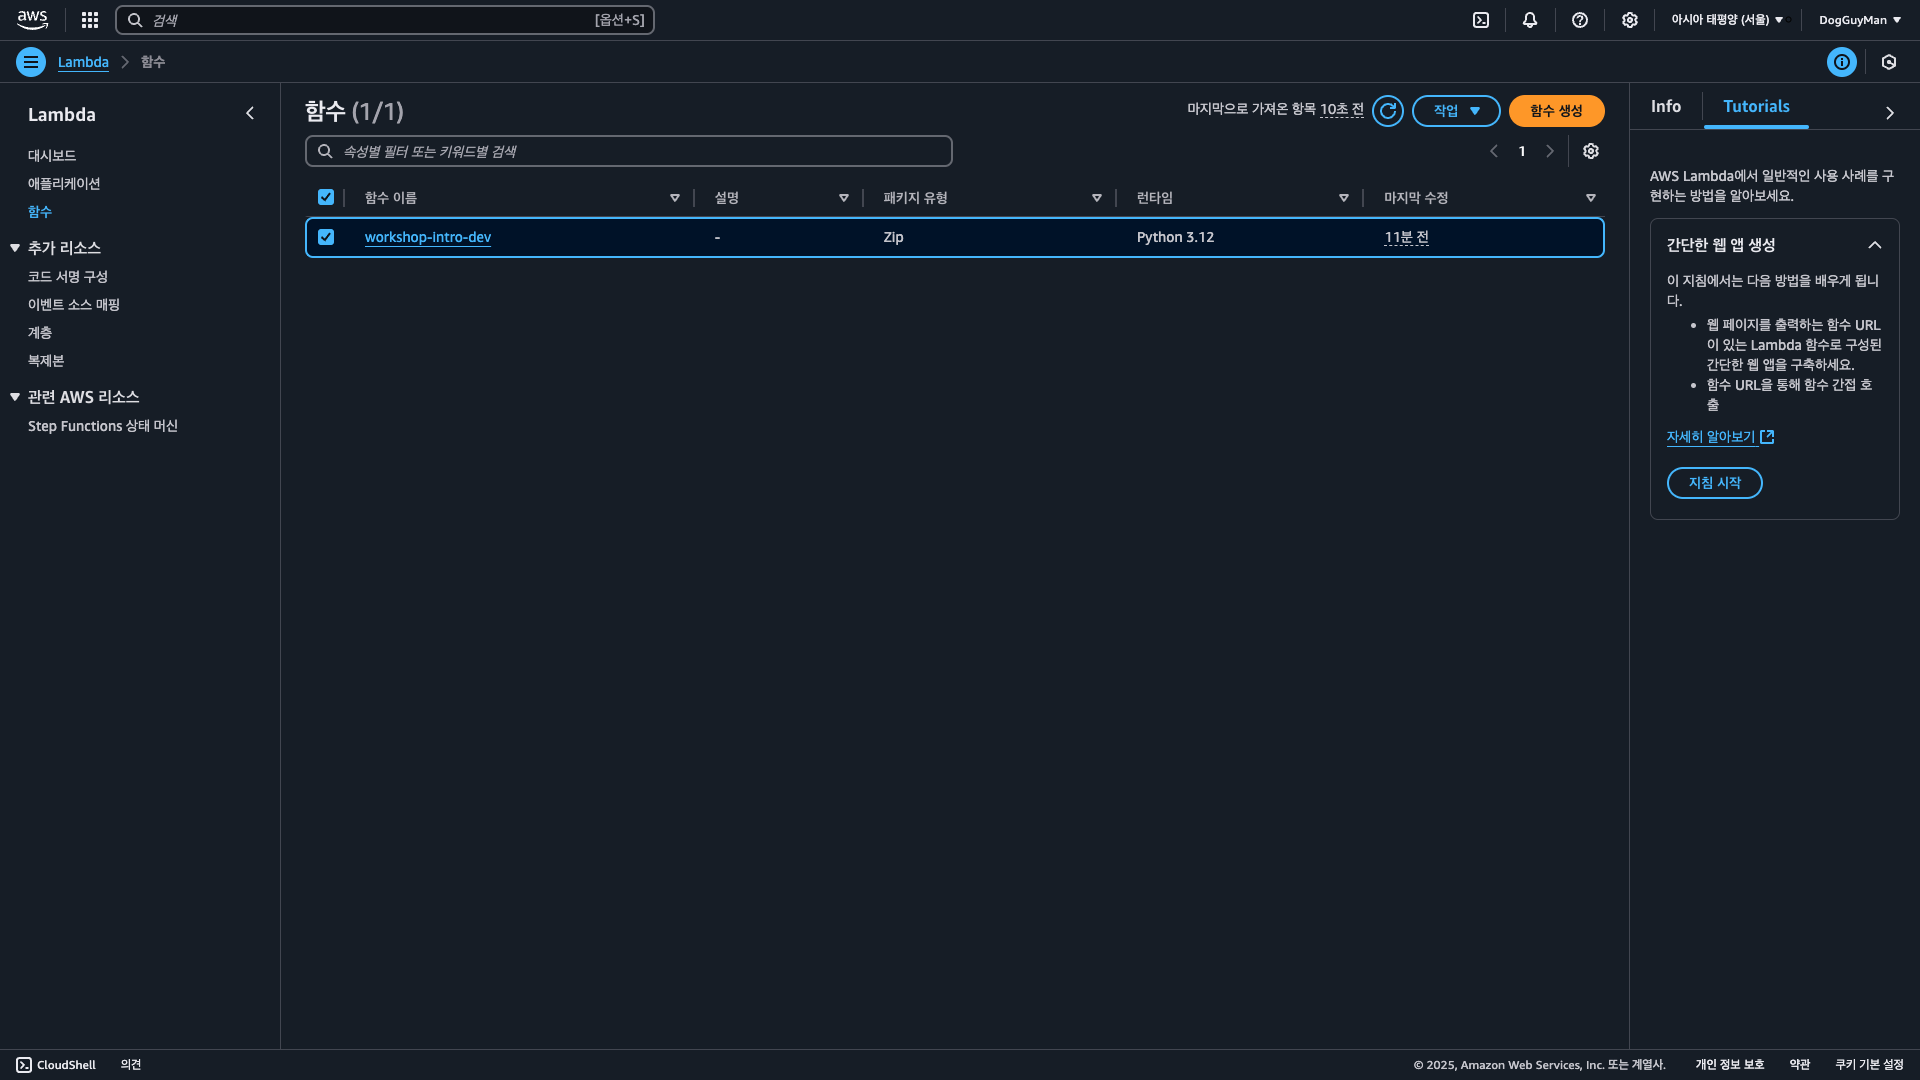 aws
검색
[옵션+S]
아시아 태평양 (서울)
DogGuyMan
Lambda
함수
Lambda
대시보드
애플리케이션
함수
추가 리소스
코드 서명 구성
이벤트 소스 매핑
계층
복제본
관련 AWS 리소스
Step Functions 상태 머신
함수 (1/1)
마지막으로 가져온 항목 10초 전
작업
함수 생성
속성별 필터 또는 키워드별 검색
1
함수 이름
설명
패키지 유형
런타임
마지막 수정
workshop-intro-dev
-
Zip
Python 3.12
11분 전
Info
Tutorials
AWS Lambda에서 일반적인 사용 사례를 구
현하는 방법을 알아보세요.
간단한 웹 앱 생성
이 지침에서는 다음 방법을 배우게 됩니
다.
• 웹 페이지를 출력하는 함수 URL
이 있는 Lambda 함수로 구성된
간단한 웹 앱을 구축하세요.
• 함수 URL을 통해 함수 간접 호
출
자세히 알아보기
지침 시작
CloudShell
의견
© 2025, Amazon Web Services, Inc. 또는 계열사.
개인 정보 보호
약관
쿠키 기본 설정